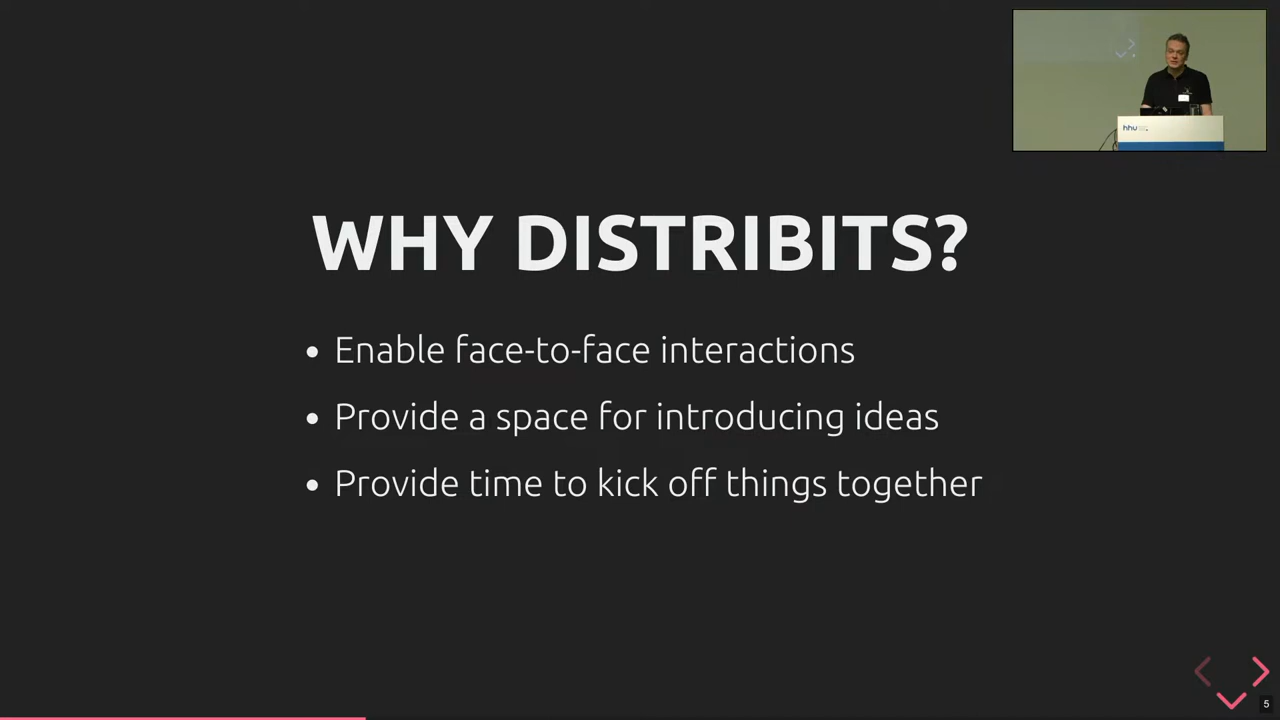 hhu
WHY DISTRIBITS?
• Enable face-to-face interactions
• Provide a space for introducing ideas
• Provide time to kick off things together
5